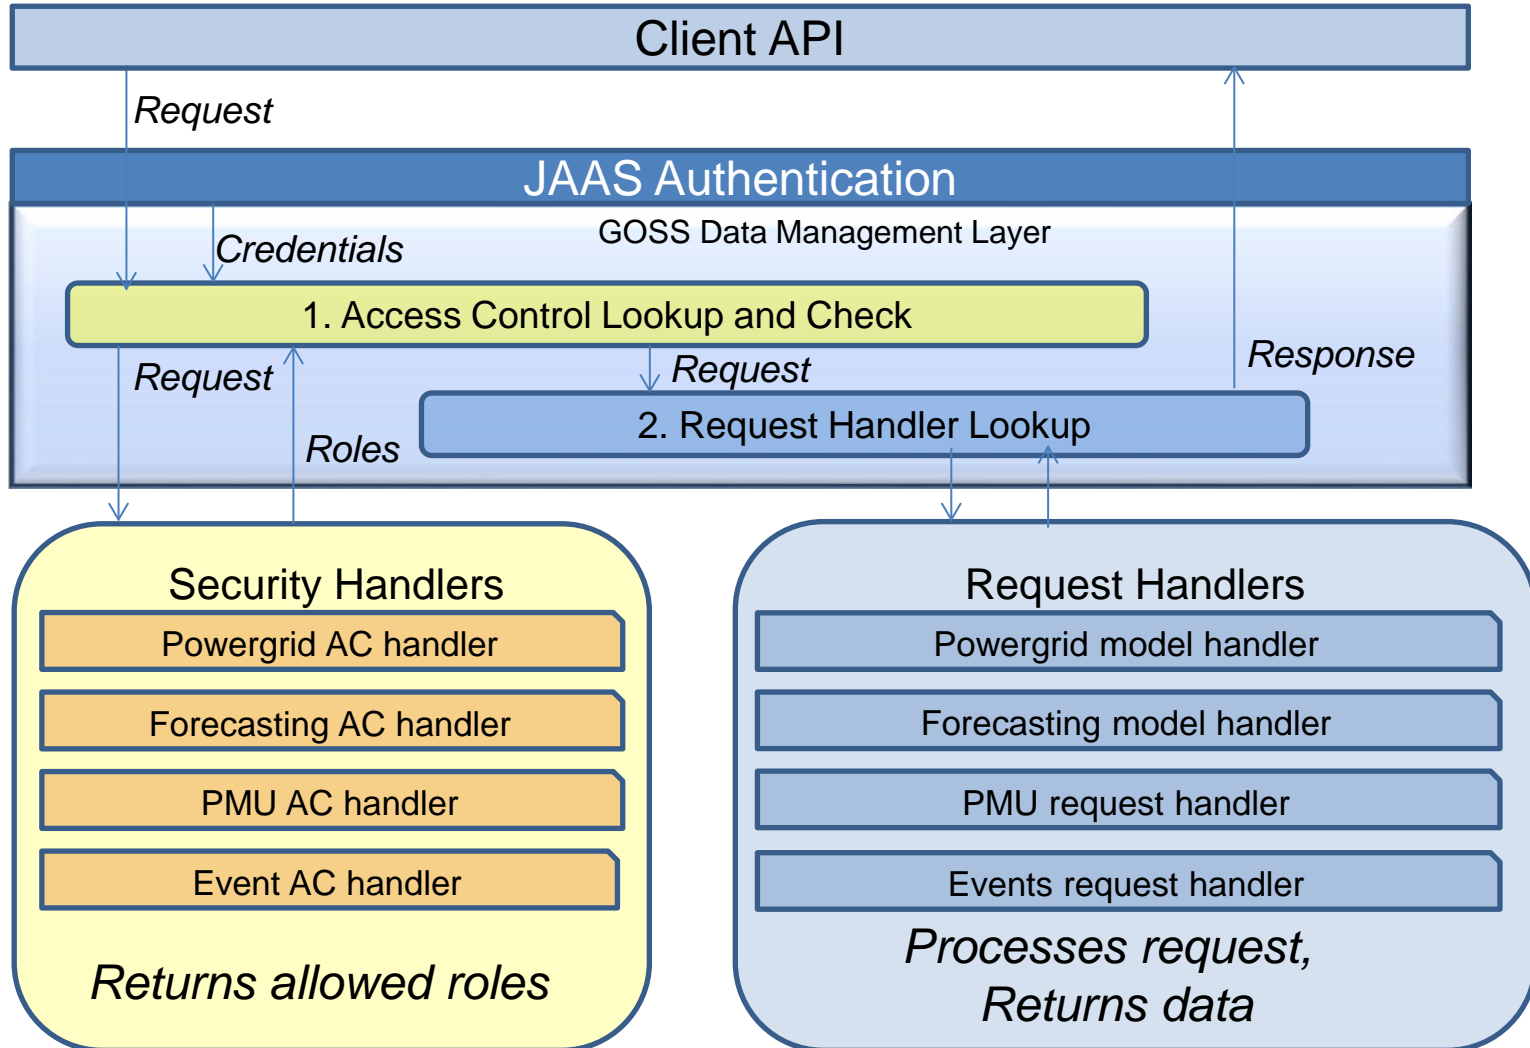 Client API
Request
JAAS Authentication
GOSS Data Management Layer
Credentials
1. Access Control Lookup and Check
Request
Request
Response
2. Request Handler Lookup
Roles
Security Handlers
Powergrid AC handler
Forecasting AC handler
PMU AC handler
Event AC handler
Returns allowed roles
Request Handlers
Powergrid model handler
Forecasting model handler
PMU request handler
Events request handler
Processes request,
Returns data